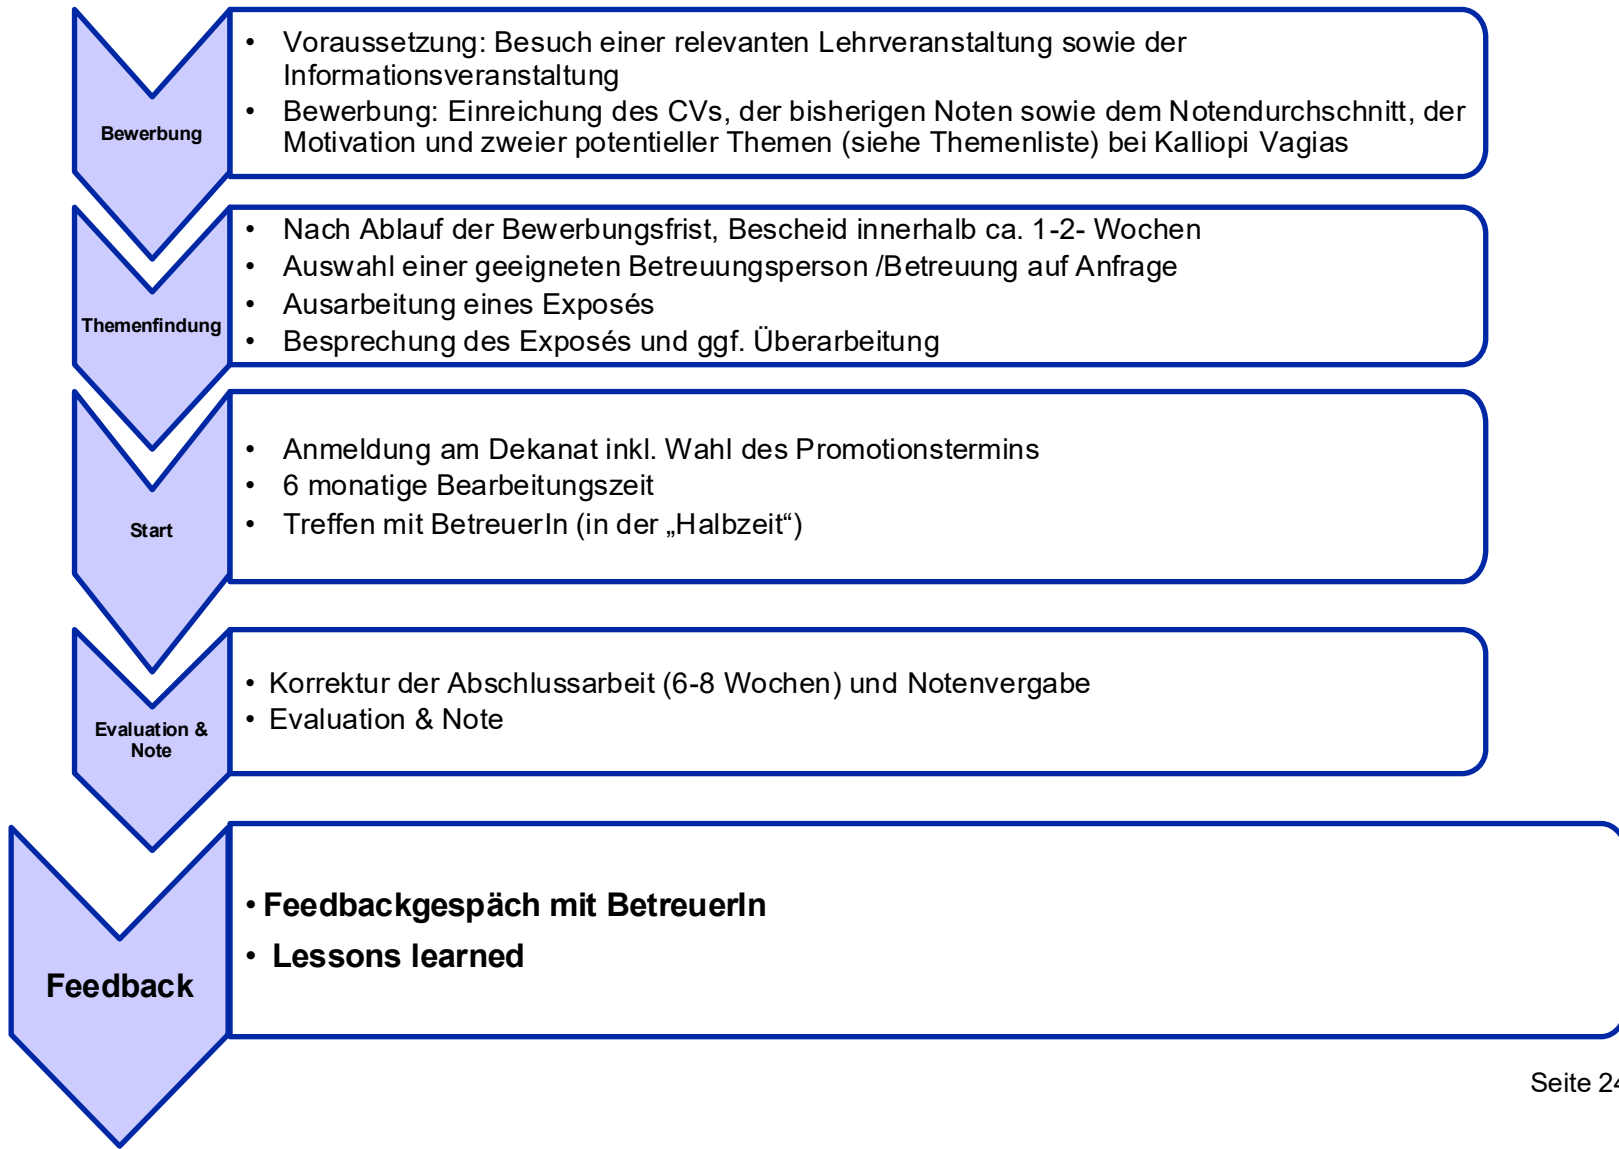 Bewerbung
• Voraussetzung: Besuch einer relevanten Lehrveranstaltung sowie der
Informationsveranstaltung
• Bewerbung: Einreichung des CVs, der bisherigen Noten sowie dem Notendurchschnitt, der
Motivation und zweier potentieller Themen (siehe Themenliste) bei Kalliopi Vagias
Themenfindung
• Nach Ablauf der Bewerbungsfrist, Bescheid innerhalb ca. 1-2- Wochen
• Auswahl einer geeigneten Betreuungsperson /Betreuung auf Anfrage
• Ausarbeitung eines Exposés
• Besprechung des Exposés und ggf. Überarbeitung
Start
• Anmeldung am Dekanat inkl. Wahl des Promotionstermins
• 6 monatige Bearbeitungszeit
• Treffen mit BetreuerIn (in der „Halbzeit“)
Evaluation &
Note
• Korrektur der Abschlussarbeit (6-8 Wochen) und Notenvergabe
• Evaluation & Note
Feedback
• Feedbackgespäch mit BetreuerIn
• Lessons learned
Seite 24